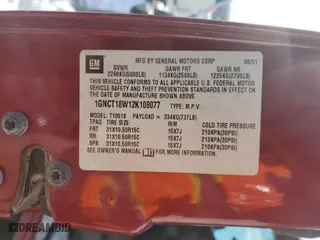 GM
MFD BY GENERAL MOTORS CORP 08/01
GVWR GAWR FRT GAWR RR
2268KG(5000LB) 1134KG(2500LB) 1225KG(2700LB)
THIS VEHICLE CONFORMS TO ALL APPLICABLE U.S. FEDERAL MOTOR
VEHICLE SAFETY AND THEFT PREVENTION STANDARDS IN EFFECT ON
THE DATE OF MANUFACTURE SHOWN ABOVE.
1GNCT18W12K108077 TYPE: M.P.V.
MODEL: T10516 PAYLOAD = 334KG(737LB)
TIRE SIZE RIM COLD TIRE PRESSURE
FRT 31X10.50R15C 15X7J 210KPA(30PSI)
RR 31X10.50R15C 15X7J 210KPA(30PSI)
SPA 31X10.50R15C 15X7J 210KPA(30PSI)
SEE OWNER'S MANUAL FOR MORE INFORMATION.
DREAMBID